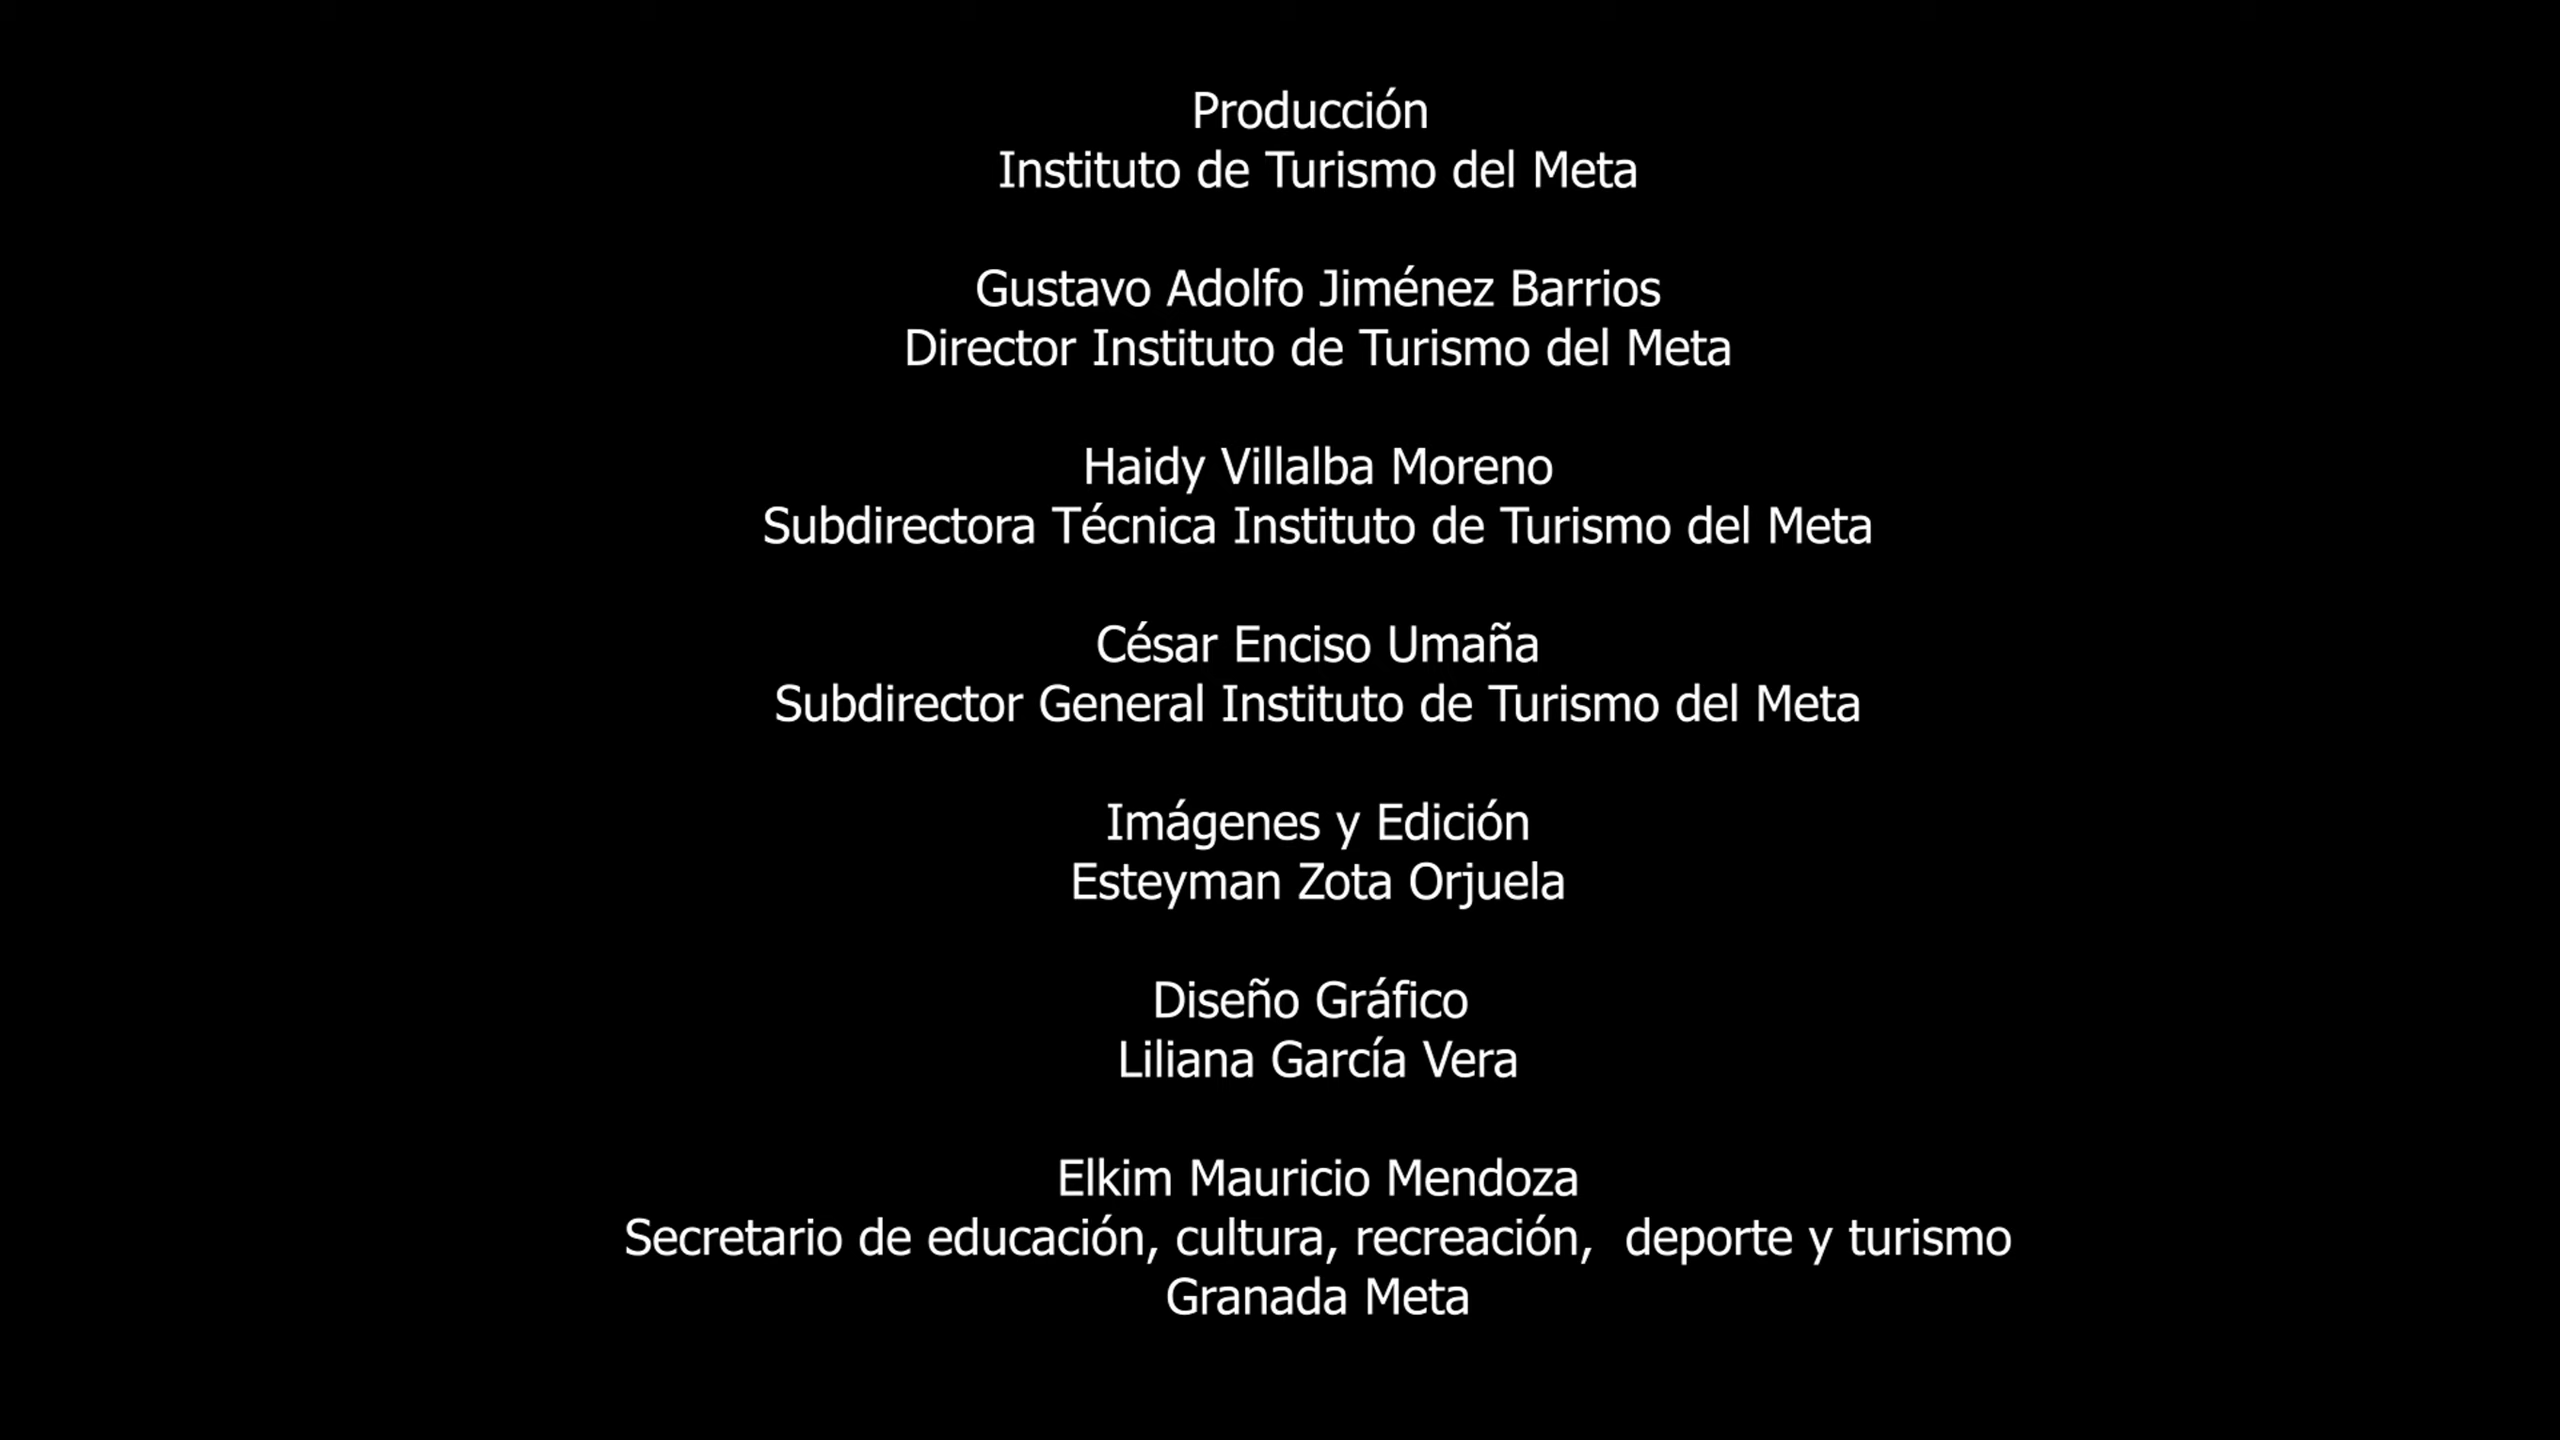 Producción
Instituto de Turismo del Meta
Gustavo Adolfo Jiménez Barrios
Director Instituto de Turismo del Meta
Haidy Villalba Moreno
Subdirectora Técnica Instituto de Turismo del Meta
César Enciso Umaña
Subdirector General Instituto de Turismo del Meta
Imágenes y Edición
Esteyman Zota Orjuela
Diseño Gráfico
Liliana García Vera
Elkim Mauricio Mendoza
Secretario de educación, cultura, recreación,  deporte y turismo
Granada Meta